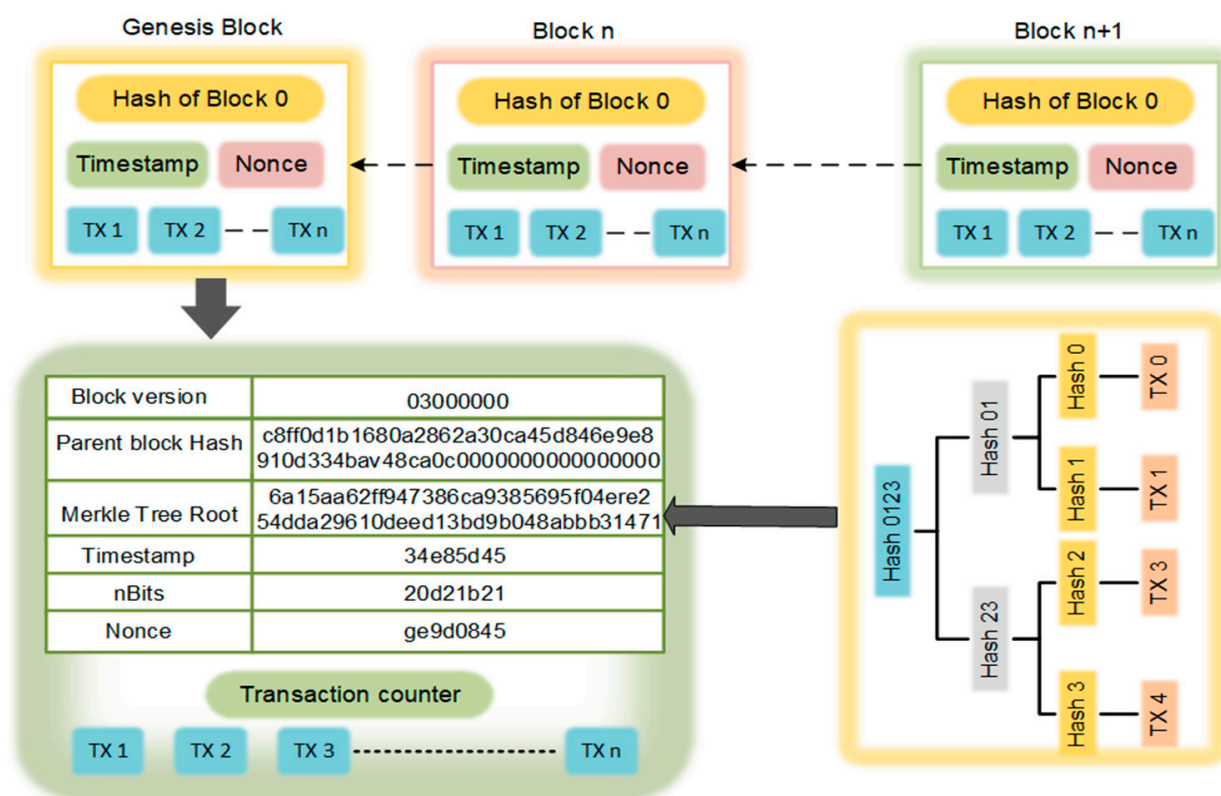 Genesis Block
Block n
Block n+1
Hash of Block 0
Hash of Block 0
Hash of Block 0
Timestamp
Nonce
Timestamp
Nonce
Timestamp
Nonce
TX 1
TX 2
TX n
TX 1
TX 2
TX n
TX 1
TX 2
TX n
Block version
03000000
Parent block Hash
c8ff0d1b1680a2862a30ca45d846e9e8
910d334bav48ca0c0000000000000000
Merkle Tree Root
6a15aa62ff947386ca9385695f04ere2
54dda29610deed13bd9b048abbb31471
Timestamp
34e85d45
nBits
20d21b21
Nonce
ge9d0845
Transaction counter
TX 1
TX 2
TX 3
TX n
Hash 0123
Hash 01
Hash 23
Hash 0
Hash 1
Hash 2
Hash 3
TX 0
TX 1
TX 3
TX 4